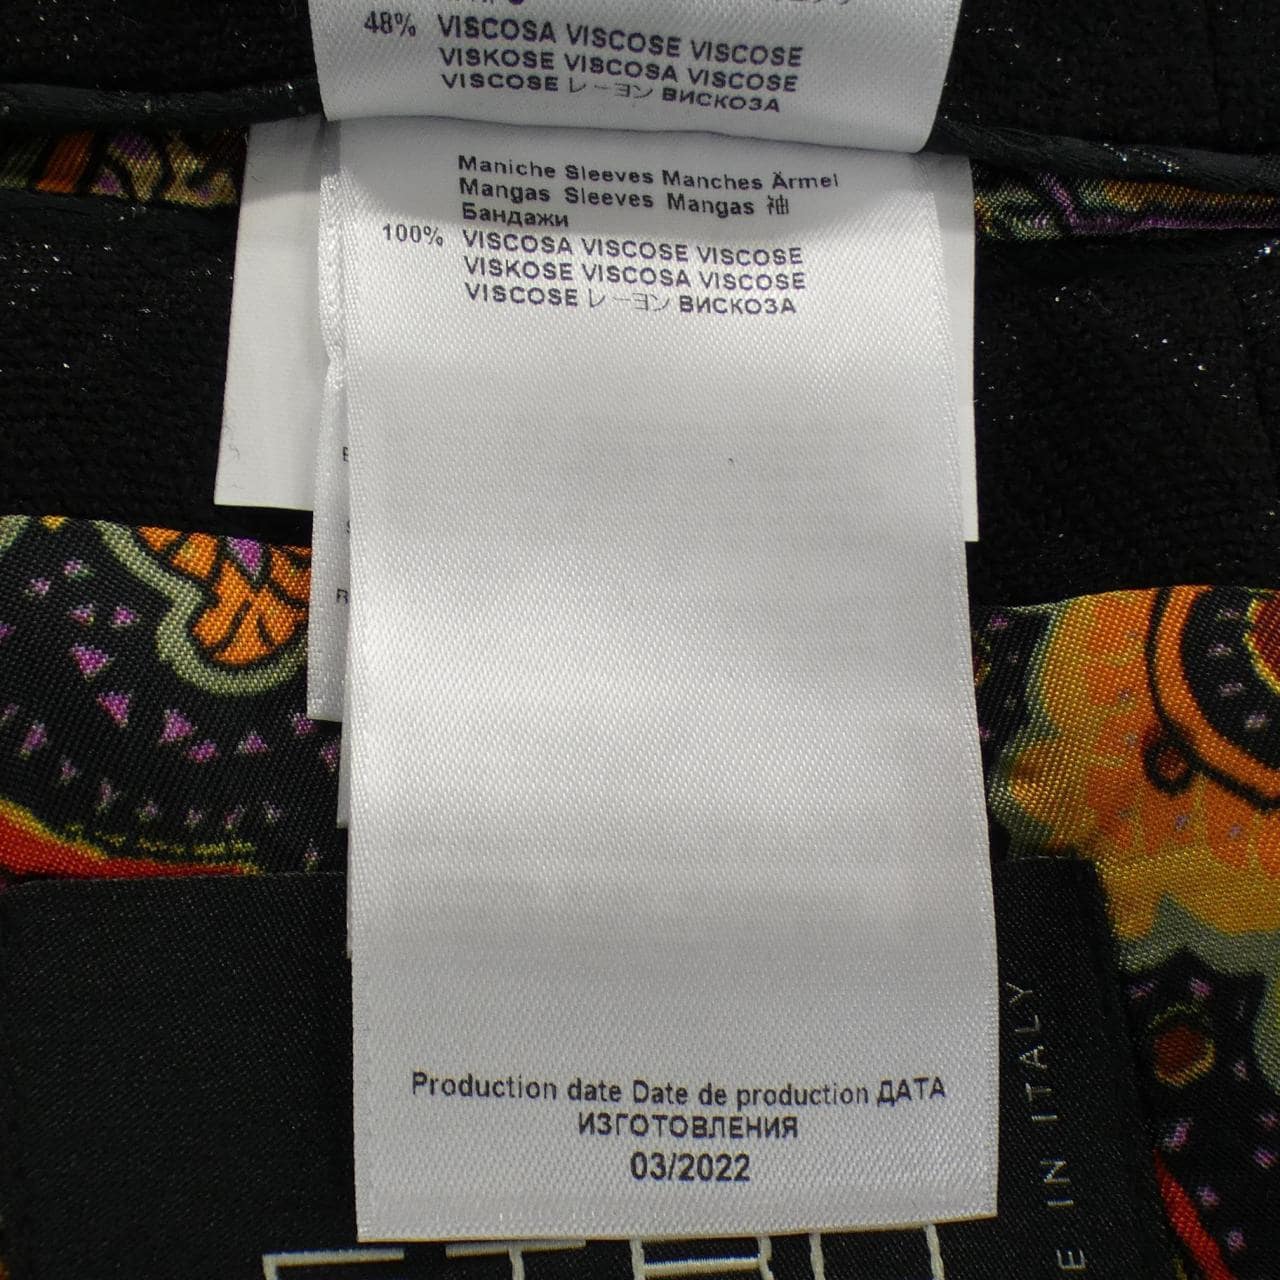 48% VISCOSA VISCOSE VISCOSE
VISKOSE VISCOSA VISCOSE
VISCOSE レーヨン ВИСКОЗА
Maniche Sleeves Manches Ärmel
Mangas Sleeves Mangas 袖
Бандажи
100% VISCOSA VISCOSE VISCOSE
VISKOSE VISCOSA VISCOSE
VISCOSE レーヨン ВИСКОЗА
Production date Date de production ДАТА
ИЗГОТОВЛЕНИЯ
03/2022
IN ITALY